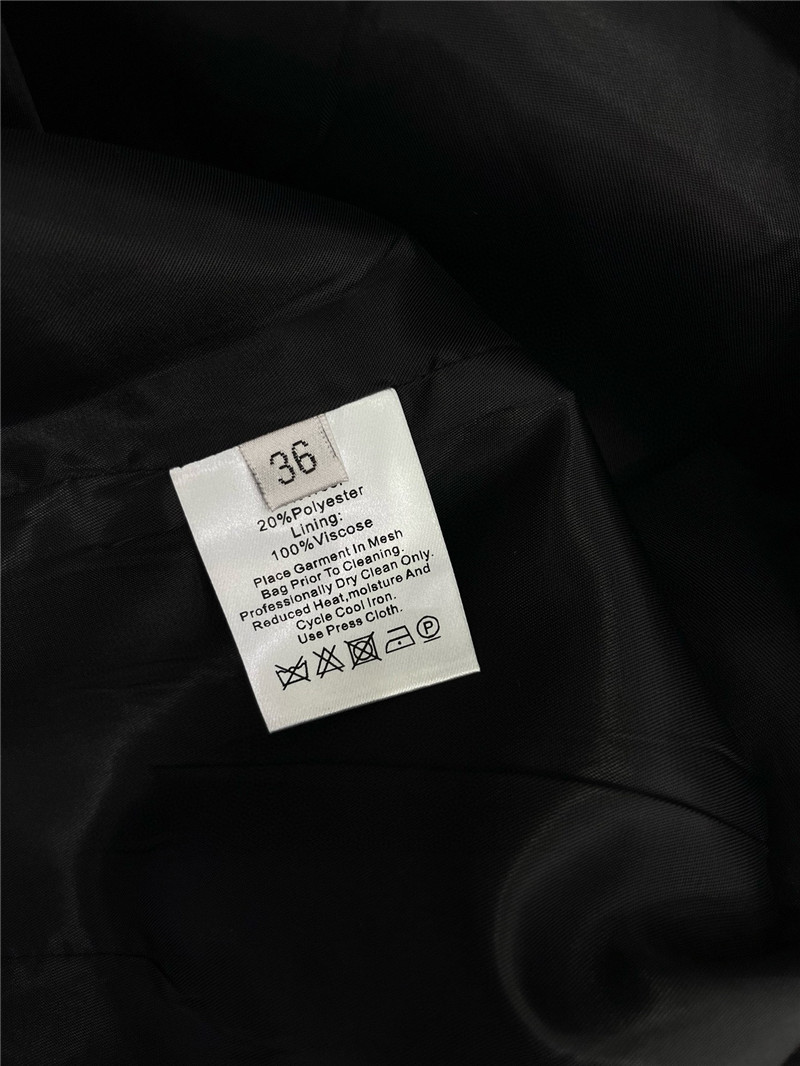 36
20%Polyester
Lining:
100%Viscose
Place Garment In Mesh
Bag Prior To Cleaning.
Professionally Dry Clean Only.
Reduced Heat,moisture And
Cycle Cool Iron.
Use Press Cloth.
P